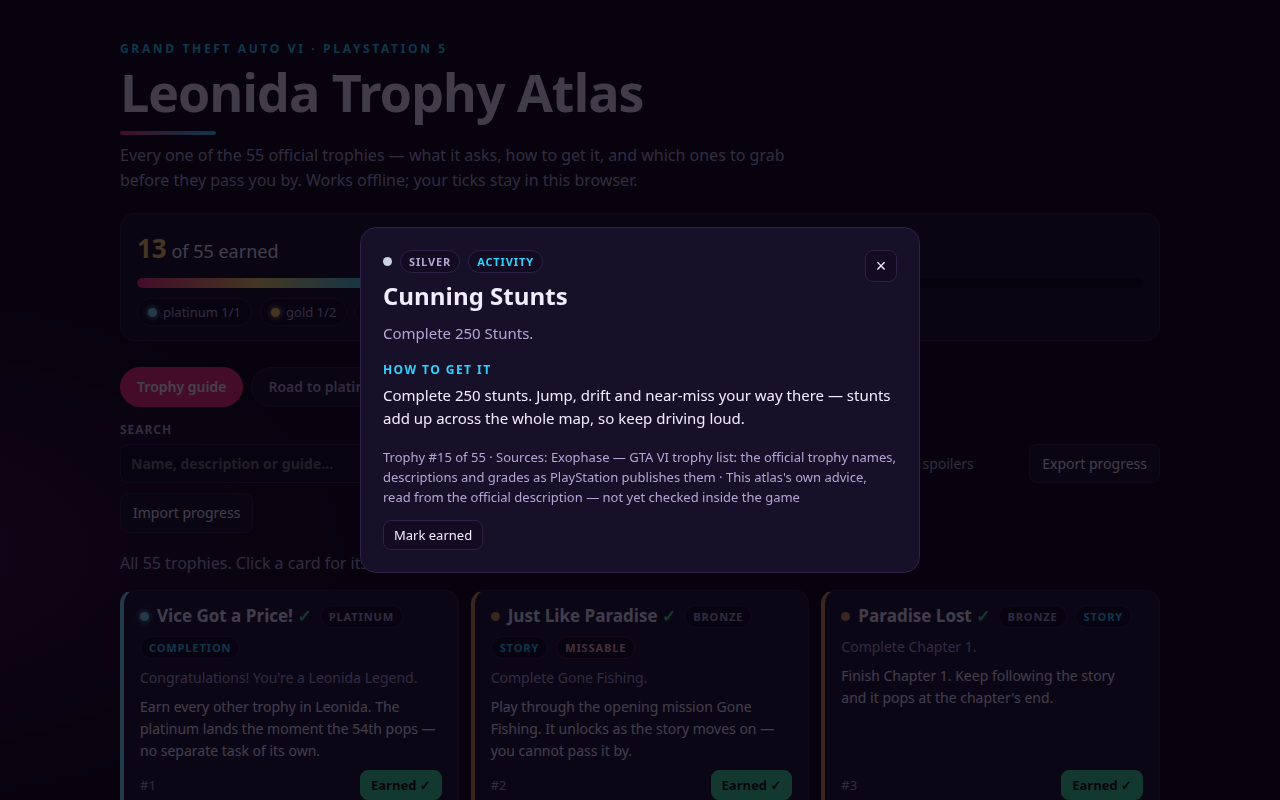 GRAND THEFT AUTO VI · PLAYSTATION 5
Leonida Trophy Atlas
Every one of the 55 official trophies — what it asks, how to get it, and which ones to grab
before they pass you by. Works offline; your ticks stay in this browser.
13 of 55 earned
platinum 1/1
gold 1/2
SILVER
ACTIVITY
×
Cunning Stunts
Complete 250 Stunts.
HOW TO GET IT
Complete 250 stunts. Jump, drift and near-miss your way there — stunts
add up across the whole map, so keep driving loud.
Trophy #15 of 55 · Sources: Exophase — GTA VI trophy list: the official trophy names,
descriptions and grades as PlayStation publishes them · This atlas's own advice,
read from the official description — not yet checked inside the game
Mark earned
Trophy guide
Road to
SEARCH
Name, description or guide...
spoilers
Export progress
Import progress
All 55 trophies. Click a card for
Vice Got a Price! ✓ PLATINUM
COMPLETION
Congratulations! You're a Leonida Legend.
Earn every other trophy in Leonida. The
platinum lands the moment the 54th pops —
no separate task of its own.
#1
Earned ✓
Just Like Paradise ✓ BRONZE
STORY MISSABLE
Complete Gone Fishing.
Play through the opening mission Gone
Fishing. It unlocks as the story moves on —
you cannot pass it by.
#2
Earned ✓
Paradise Lost ✓ BRONZE STORY
Complete Chapter 1.
Finish Chapter 1. Keep following the story
and it pops at the chapter's end.
#3
Earned ✓